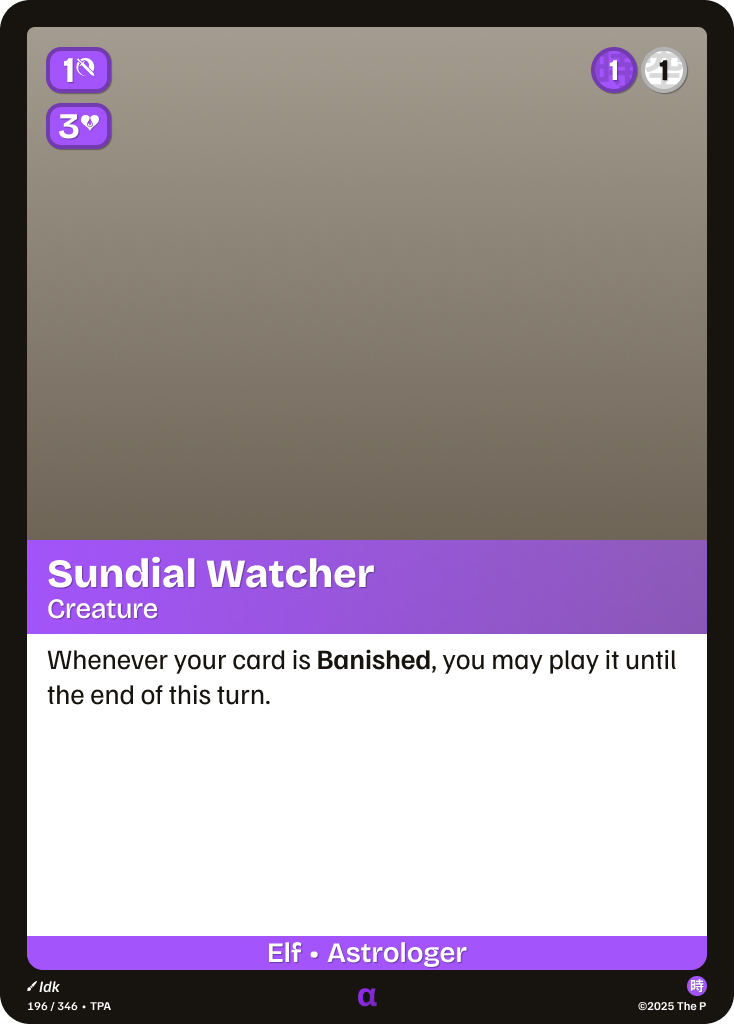 1
1 1
3
Sundial Watcher
Creature
Whenever your card is Banished, you may play it until
the end of this turn.
Elf • Astrologer
Idk
時
196 / 346 • TPA
α
©2025 The P